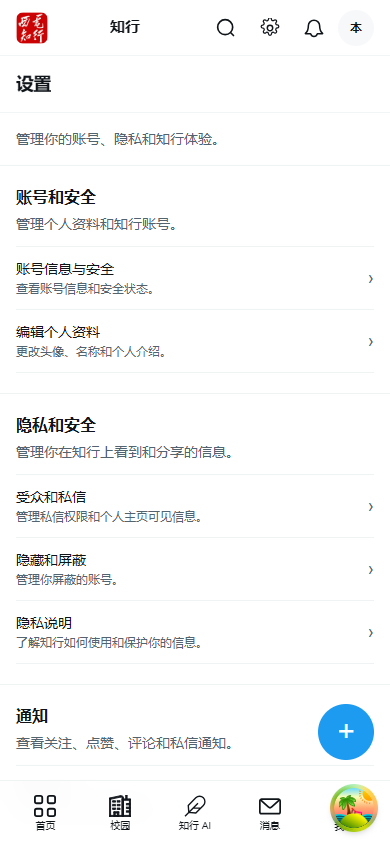 知行
本
设置
管理你的账号、隐私和知行体验。
账号和安全
管理个人资料和知行账号。
账号信息与安全
查看账号信息和安全状态。
编辑个人资料
更改头像、名称和个人介绍。
隐私和安全
管理你在知行上看到和分享的信息。
受众和私信
管理私信权限和个人主页可见信息。
隐藏和屏蔽
管理你屏蔽的账号。
隐私说明
了解知行如何使用和保护你的信息。
通知
查看关注、点赞、评论和私信通知。
首页
校园
知行 AI
消息